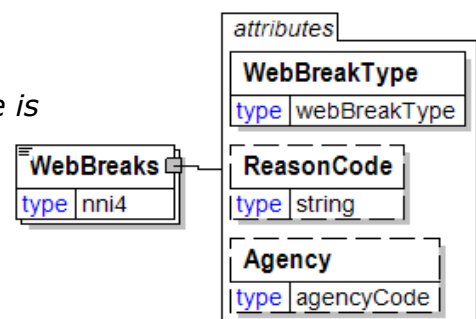 attributes
WebBreakType
type webBreakType
e is
WebBreaks
type nni4
ReasonCode
type string
Agency
type agencyCode